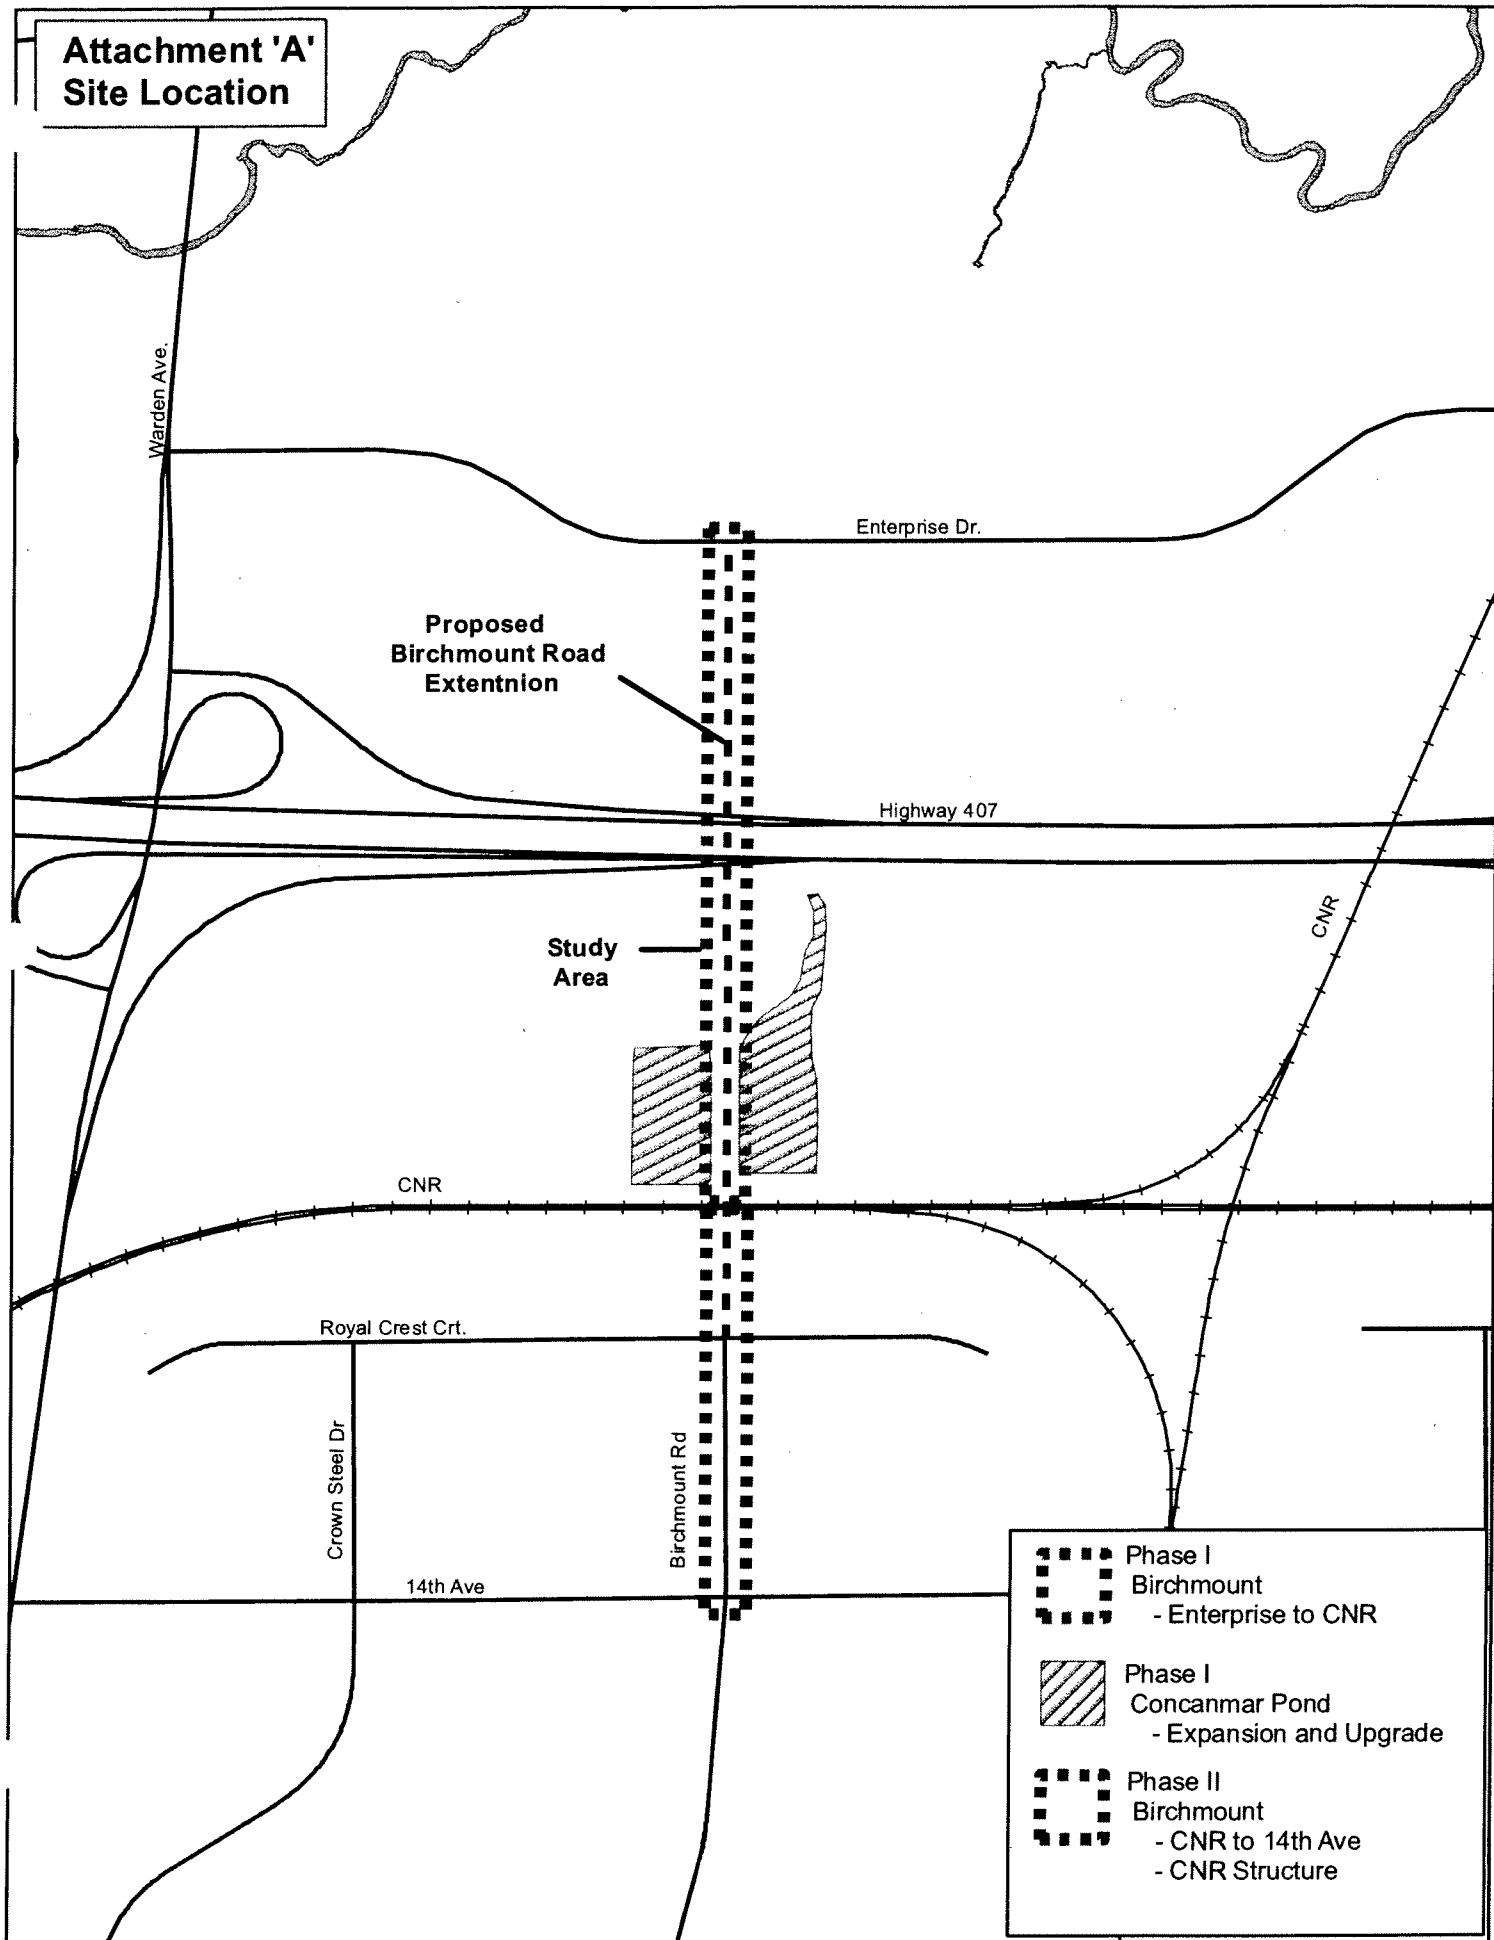 Attachment 'A'
Site Location
Warden Ave.
Enterprise Dr.
Proposed
Birchmount Road
Extentnion
Highway 407
CNR
Study
Area
CNR
Royal Crest Crt.
Crown Steel Dr
Birchmount Rd
14th Ave
Phase I
Birchmount
- Enterprise to CNR
Phase I
Concanmar Pond
- Expansion and Upgrade
Phase II
Birchmount
- CNR to 14th Ave
- CNR Structure